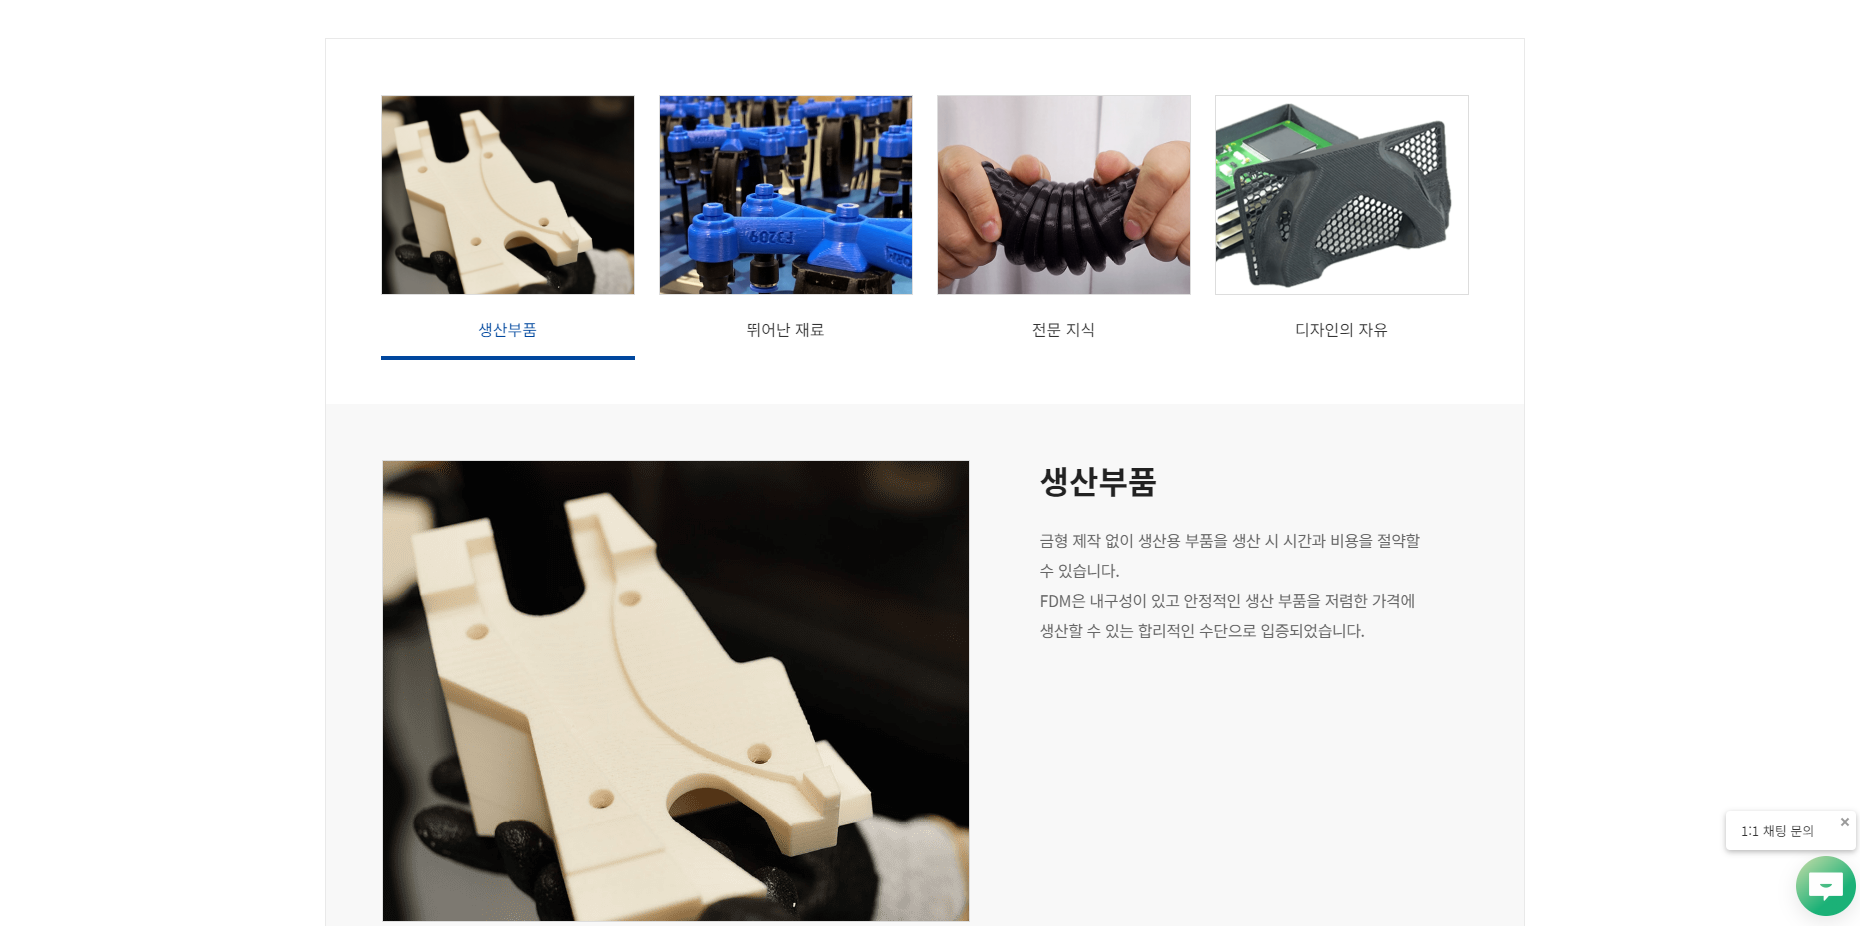 F3209
생산부품
뛰어난 재료
전문 지식
디자인의 자유
생산부품
금형 제작 없이 생산용 부품을 생산 시 시간과 비용을 절약할
수 있습니다.
FDM은 내구성이 있고 안정적인 생산 부품을 저렴한 가격에
생산할 수 있는 합리적인 수단으로 입증되었습니다.
1:1 채팅 문의